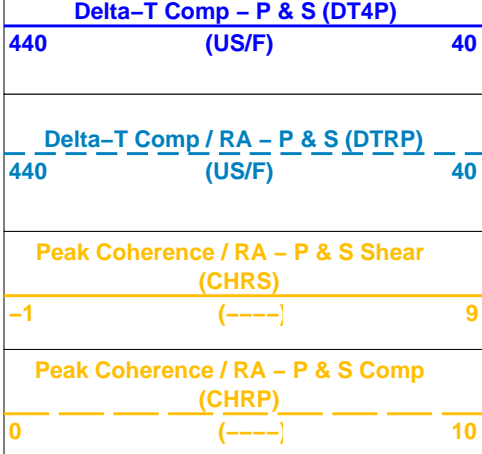 Delta−T Comp − P & S (DT4P)
440 (US/F) 40
Delta−T Comp / RA − P & S (DTRP)
440 (US/F) 40
Peak Coherence / RA − P & S Shear
(CHRS)
−1 (−−−−) 9
Peak Coherence / RA − P & S Comp
(CHRP)
0 (−−−−) 10